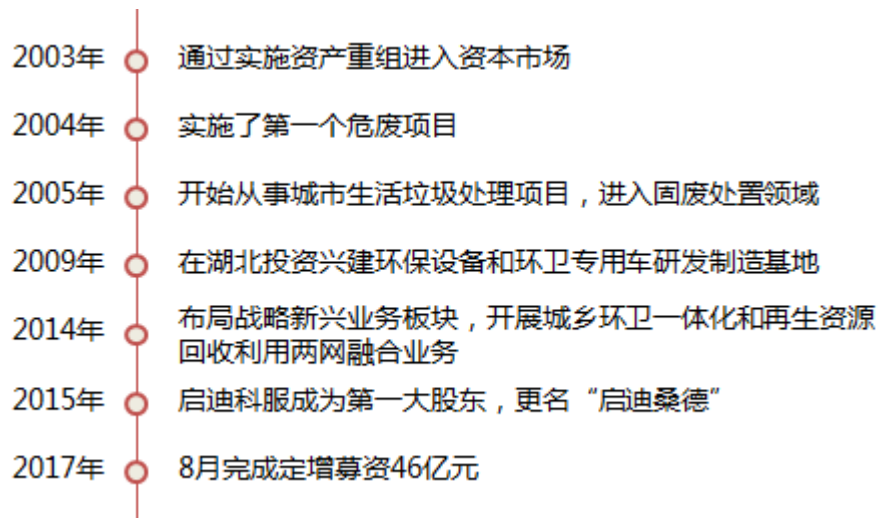 2003年 通过实施资产重组进入资本市场
2004年 实施了第一个危废项目
2005年 开始从事城市生活垃圾处理项目，进入固废处置领域
2009年 在湖北投资兴建环保设备和环卫专用车研发制造基地
2014年 布局战略新兴业务板块，开展城乡环卫一体化和再生资源
回收利用两网融合业务
2015年 启迪科服成为第一大股东，更名“启迪桑德”
2017年 8月完成定增募资46亿元